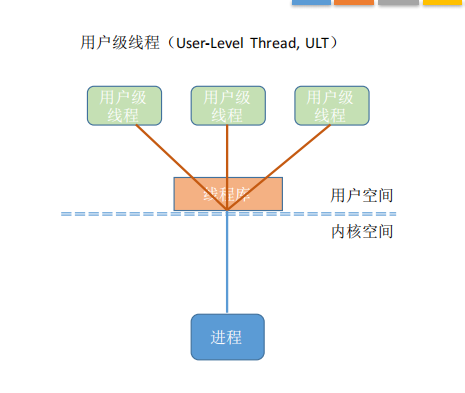 用户级线程（User-Level Thread, ULT）
用户级
线程
用户级
线程
用户级
线程
线程库
用户空间
内核空间
进程